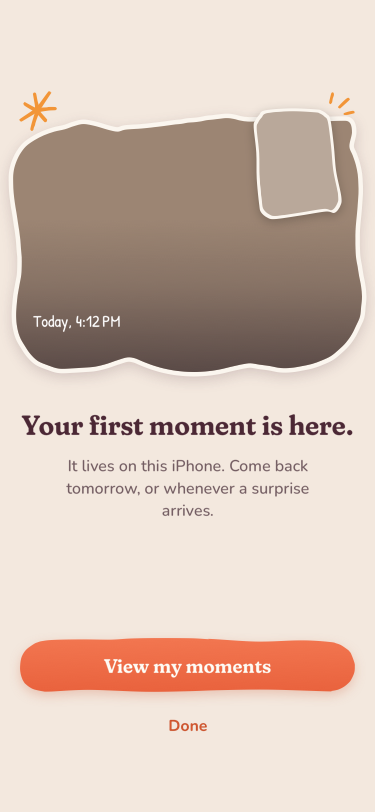 Today, 4:12 PM
Your first moment is here.
It lives on this iPhone. Come back
tomorrow, or whenever a surprise
arrives.
View my moments
Done